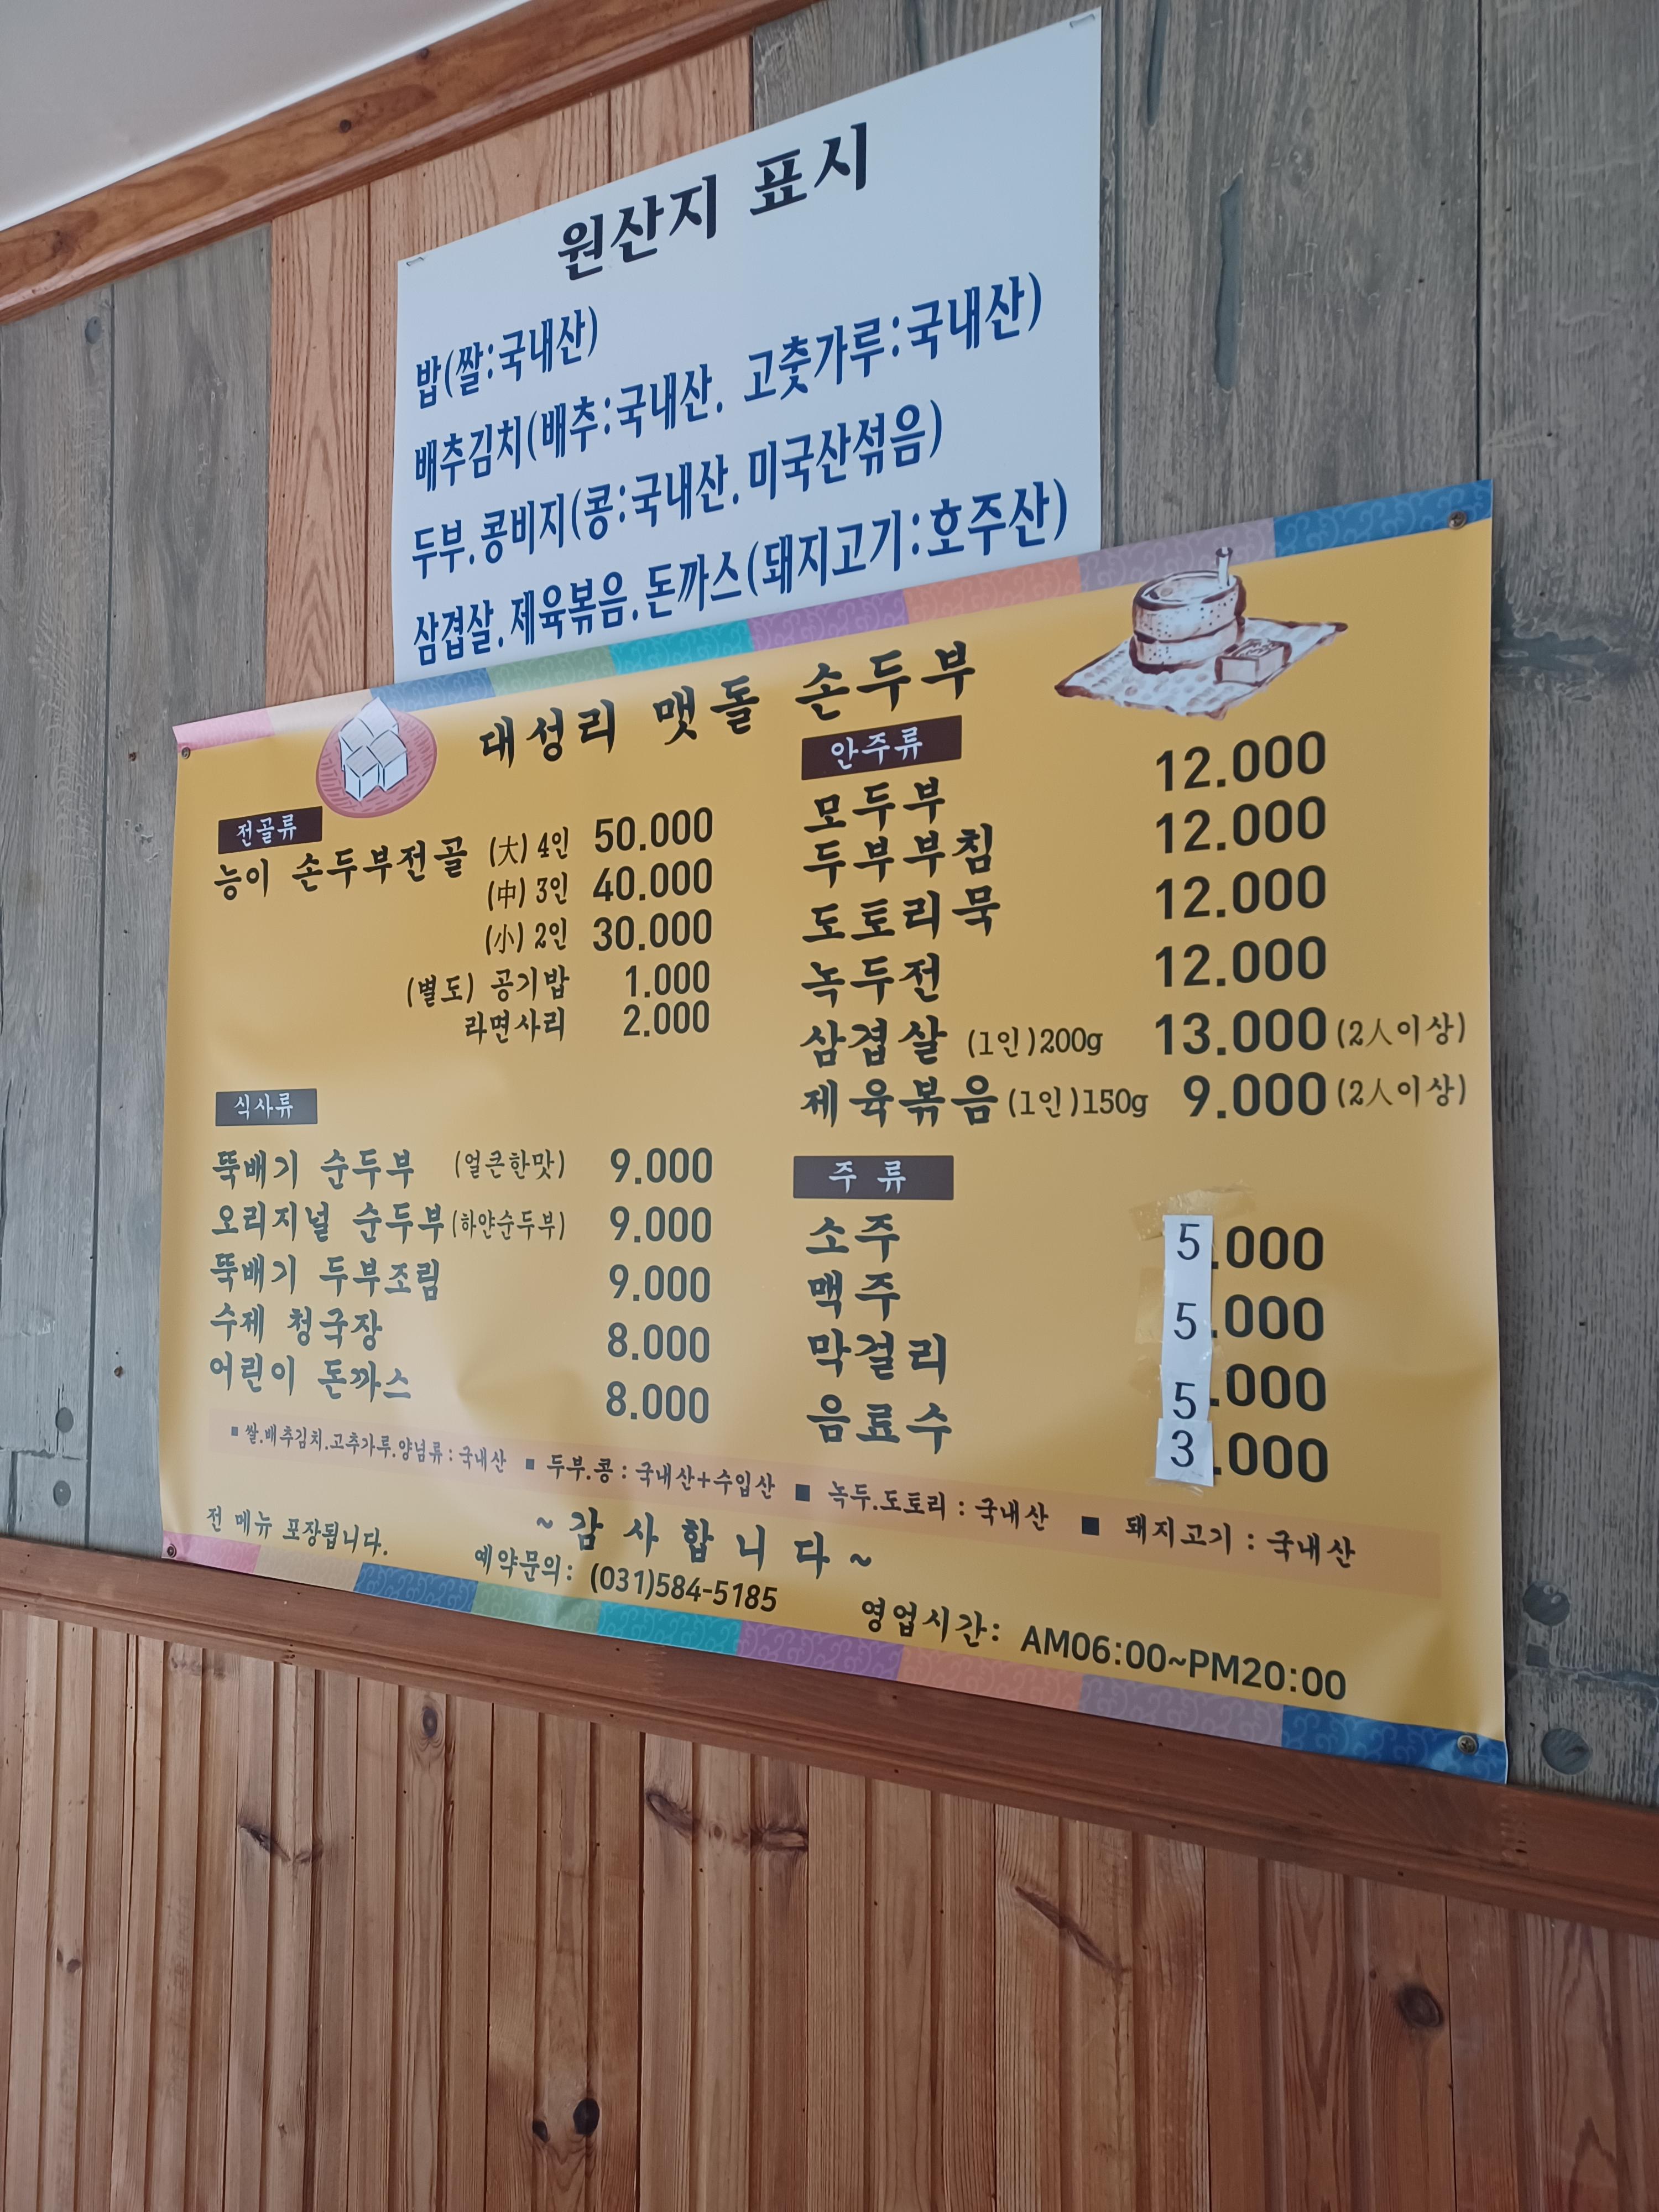 원산지 표시
밥(쌀:국내산)
배추김치(배추:국내산. 고춧가루:국내산)
두부.콩비지(콩:국내산. 미국산섞음)
삼겹살.제육볶음.돈까스(돼지고기:호주산)
대성리 맷돌 손두부
전골류
능이 손두부전골 (大) 4인 50.000
(中) 3인 40.000
(小) 2인 30.000
(별도) 공기밥 1.000
라면사리 2.000
식사류
뚝배기 순두부 (얼큰한맛) 9.000
오리지널 순두부(하얀순두부) 9.000
뚝배기 두부조림 9.000
수제 청국장 8.000
어린이 돈까스 8.000
안주류
모두부 12.000
두부부침 12.000
도토리묵 12.000
녹두전 12.000
삼겹살 (1인)200g 13.000 (2人이상)
제육볶음 (1인)150g 9.000 (2人이상)
주 류
소주 5.000
맥주 5.000
막걸리 5.000
음료수 3.000
■ 쌀.배추김치.고추가루.양념류 : 국내산 ■ 두부.콩 : 국내산+수입산 ■ 녹두.도토리 : 국내산 ■ 돼지고기 : 국내산
~ 감 사 합 니 다 ~
전 메뉴 포장됩니다.
예약문의: (031)584-5185
영업시간: AM06:00~PM20:00